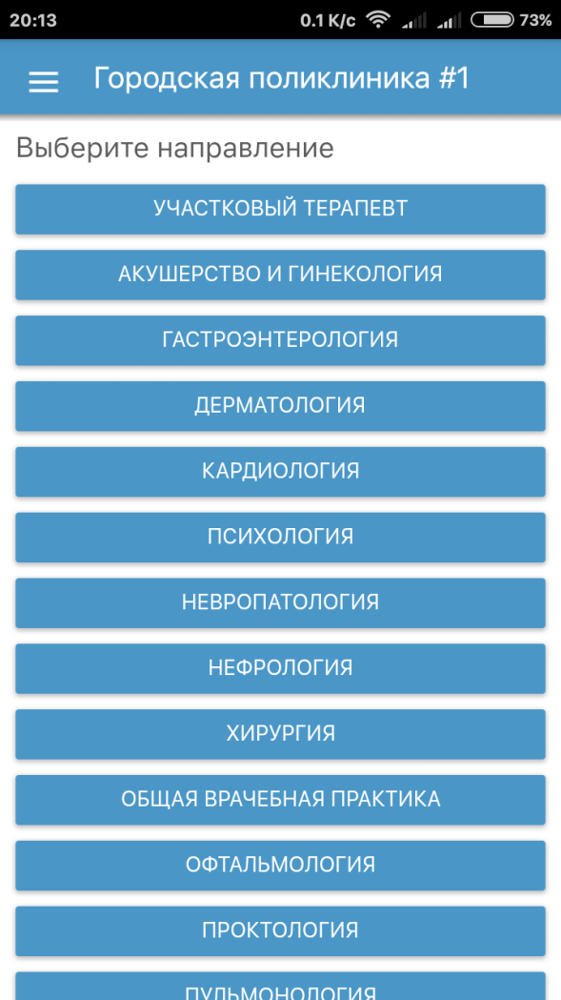 20:13 0.1 K/c 73%
Городская поликлиника #1
Выберите направление
УЧАСТКОВЫЙ ТЕРАПЕВТ
АКУШЕРСТВО И ГИНЕКОЛОГИЯ
ГАСТРОЭНТЕРОЛОГИЯ
ДЕРМАТОЛОГИЯ
КАРДИОЛОГИЯ
ПСИХОЛОГИЯ
НЕВРОПАТОЛОГИЯ
НЕФРОЛОГИЯ
ХИРУРГИЯ
ОБЩАЯ ВРАЧЕБНАЯ ПРАКТИКА
ОФТАЛЬМОЛОГИЯ
ПРОКТОЛОГИЯ
ПУЛЬМОНОЛОГИЯ